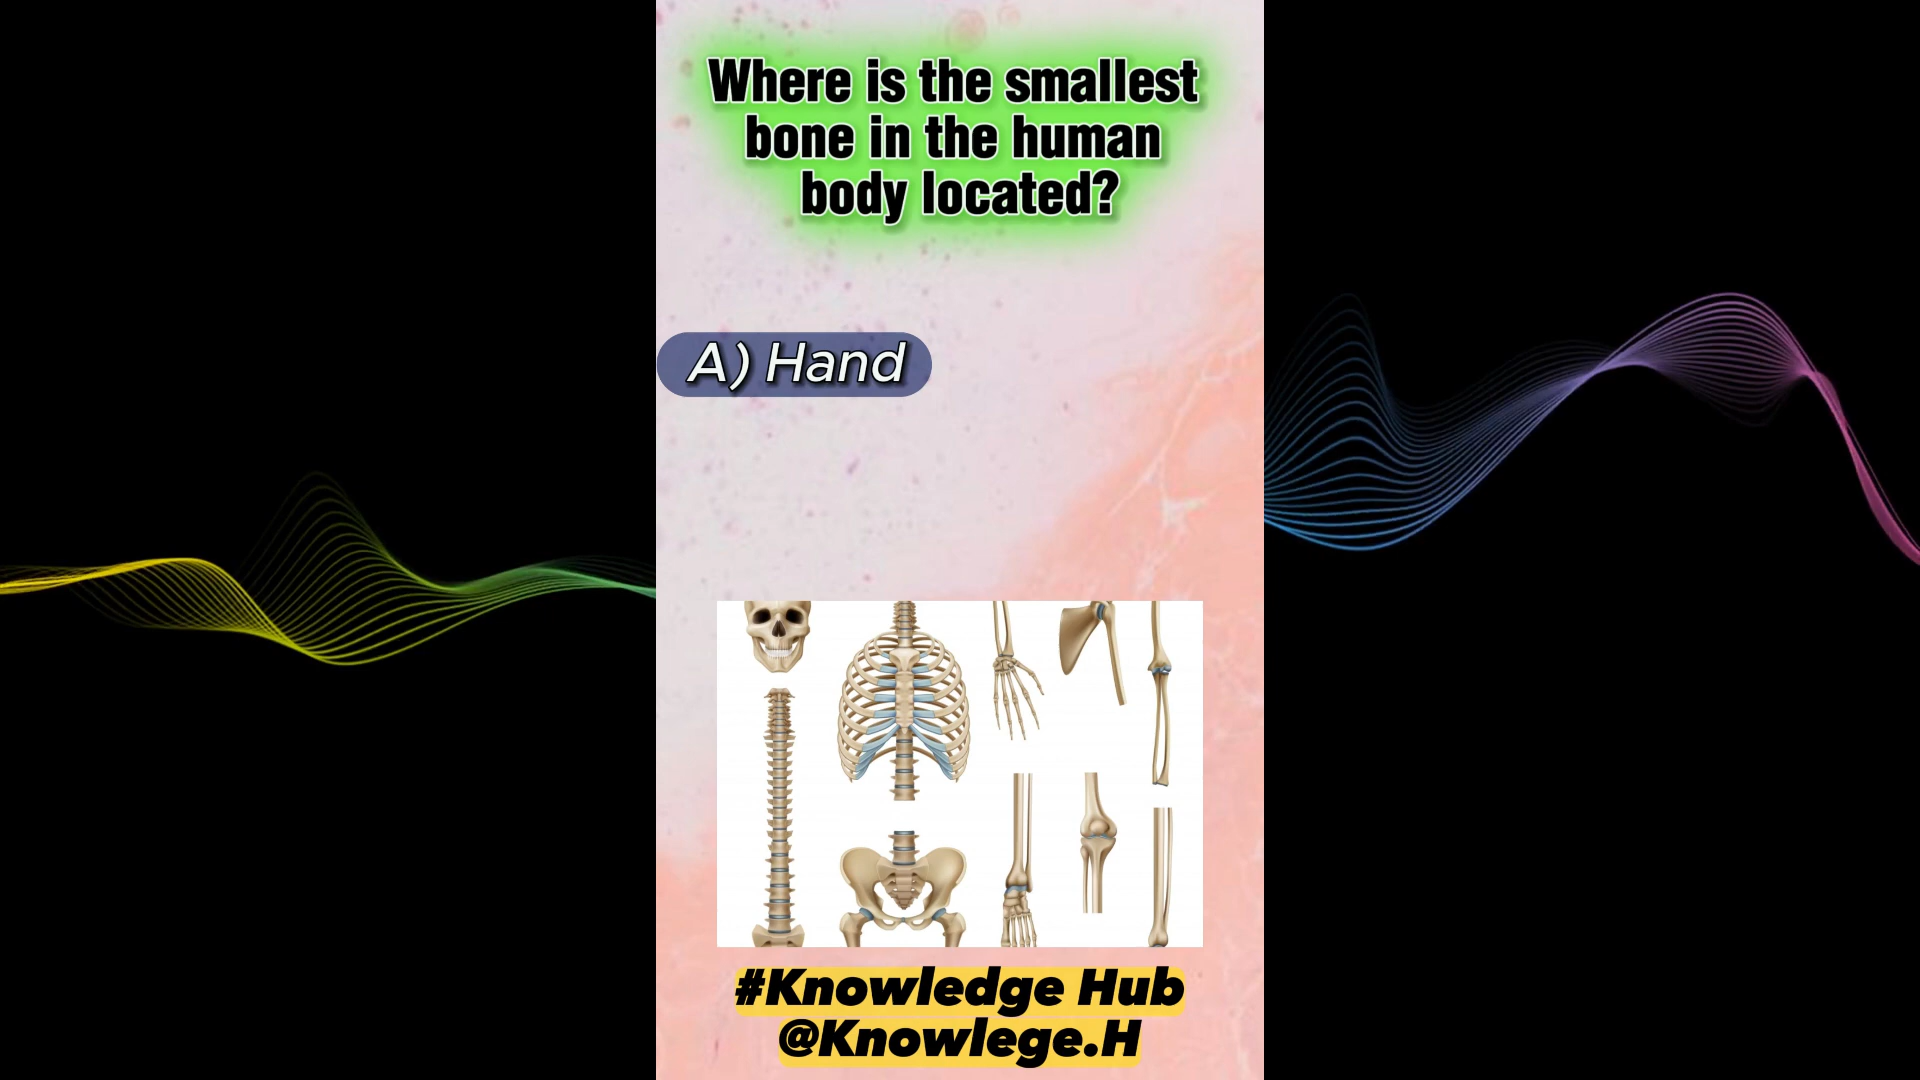 Where is the smallest
bone in the human
body located?
A) Hand
#Knowledge Hub
@Knowlege.H